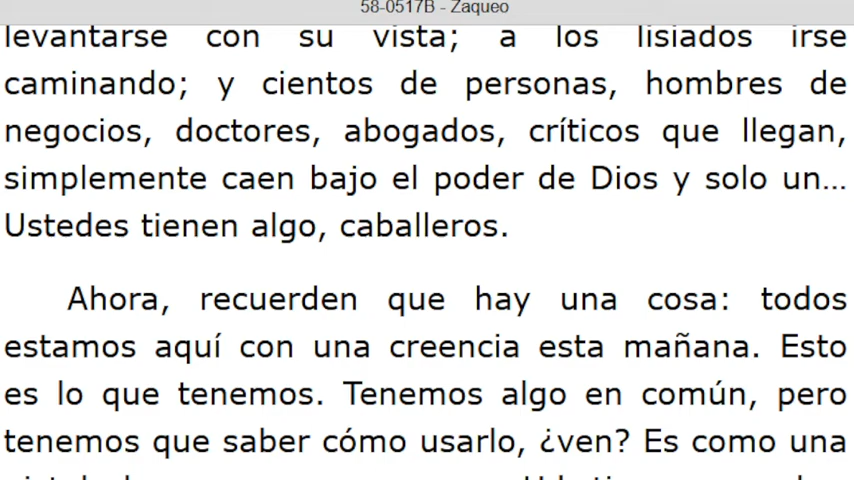 58-0517B - Zaqueo
levantarse con su vista; a los lisiados irse
caminando; y cientos de personas, hombres de
negocios, doctores, abogados, críticos que llegan,
simplemente caen bajo el poder de Dios y solo un...
Ustedes tienen algo, caballeros.
Ahora, recuerden que hay una cosa: todos
estamos aquí con una creencia esta mañana. Esto
es lo que tenemos. Tenemos algo en común, pero
tenemos que saber cómo usarlo, ¿ven? Es como una